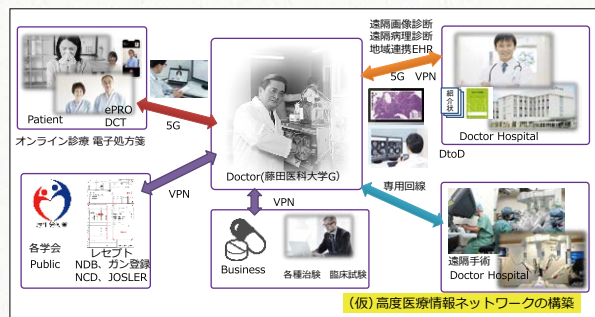 遠隔画像診断
遠隔病理診断
地域連携EHR
5G VPN
ePRO
Patient DCT
5G
オンライン診療 電子処方箋
Doctor(藤田医科大学G)
紹介状
Doctor Hospital
DtoD
VPN
VPN
専用回線
各学会
Public
レセプト
NDB、ガン登録
NCD、JOSLER
Business
各種治験 臨床試験
遠隔手術
Doctor Hospital
(仮)高度医療情報ネットワークの構築